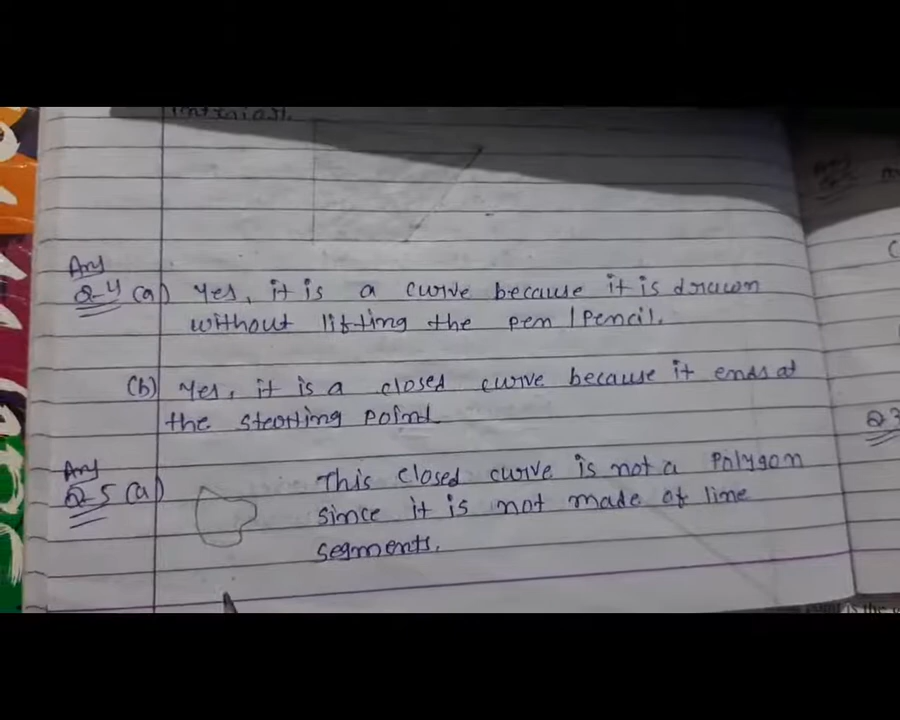 interior.
Ans
Q-4 (a) Yes, it is a curve because it is drawon
without lifting the pen/Pencil.
(b) Yes, it is a closed curve because it ends at
the starting point
Ans
Q-5 (a) This closed curve is not a Polygon
since it is not made of line
segments.